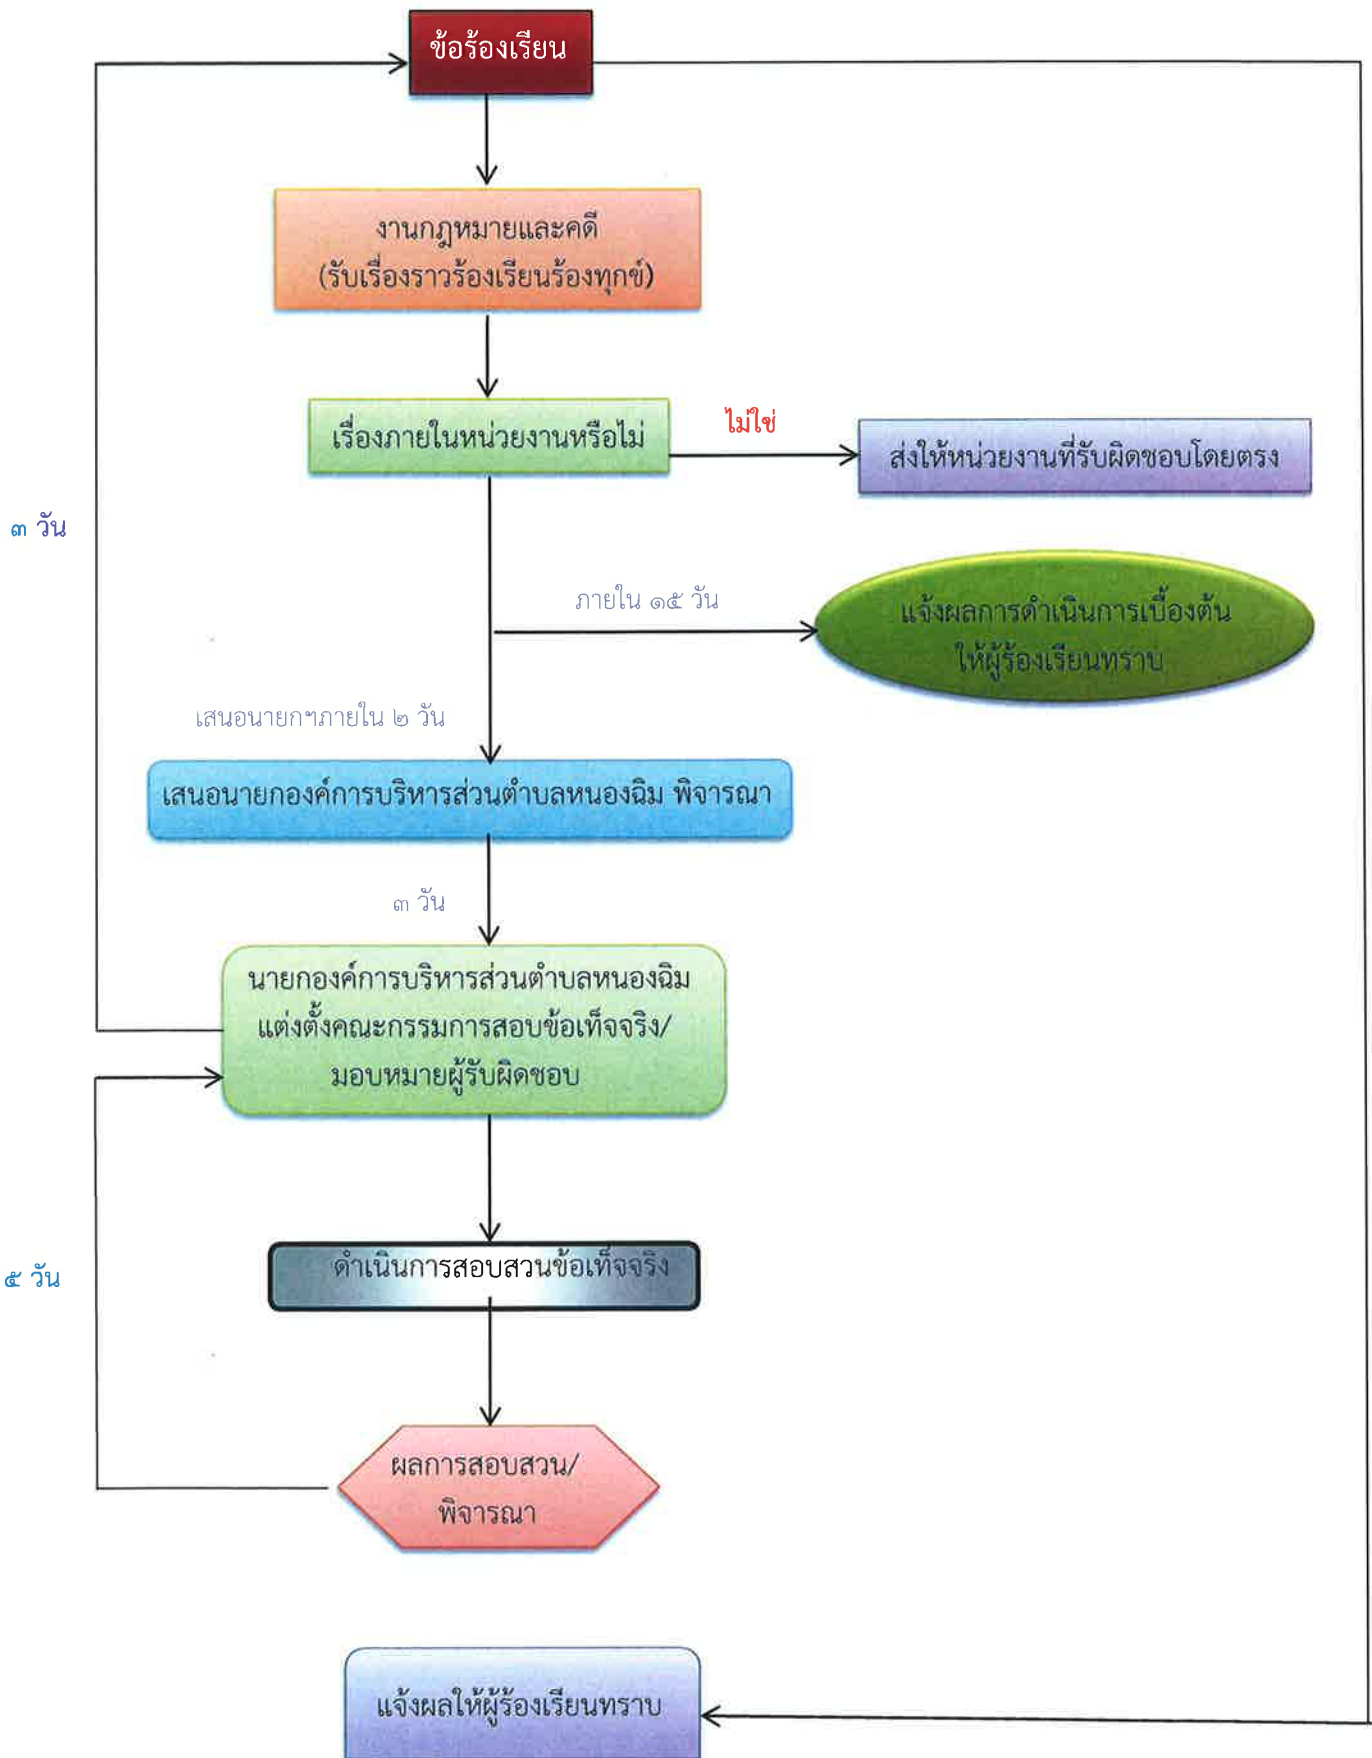 ข้อร้องเรียน
งานกฎหมายและคดี
(รับเรื่องราวร้องเรียนร้องทุกข์)
เรื่องภายในหน่วยงานหรือไม่
ไม่ใช่
ส่งให้หน่วยงานที่รับผิดชอบโดยตรง
๓ วัน
ภายใน ๑๕ วัน
แจ้งผลการดำเนินการเบื้องต้น
ให้ผู้ร้องเรียนทราบ
เสนอนายกฯภายใน ๒ วัน
เสนอนายกองค์การบริหารส่วนตำบลหนองฉิม พิจารณา
๓ วัน
นายกองค์การบริหารส่วนตำบลหนองฉิม
แต่งตั้งคณะกรรมการสอบข้อเท็จจริง/
มอบหมายผู้รับผิดชอบ
ดำเนินการสอบสวนข้อเท็จจริง
๕ วัน
ผลการสอบสวน/
พิจารณา
แจ้งผลให้ผู้ร้องเรียนทราบ